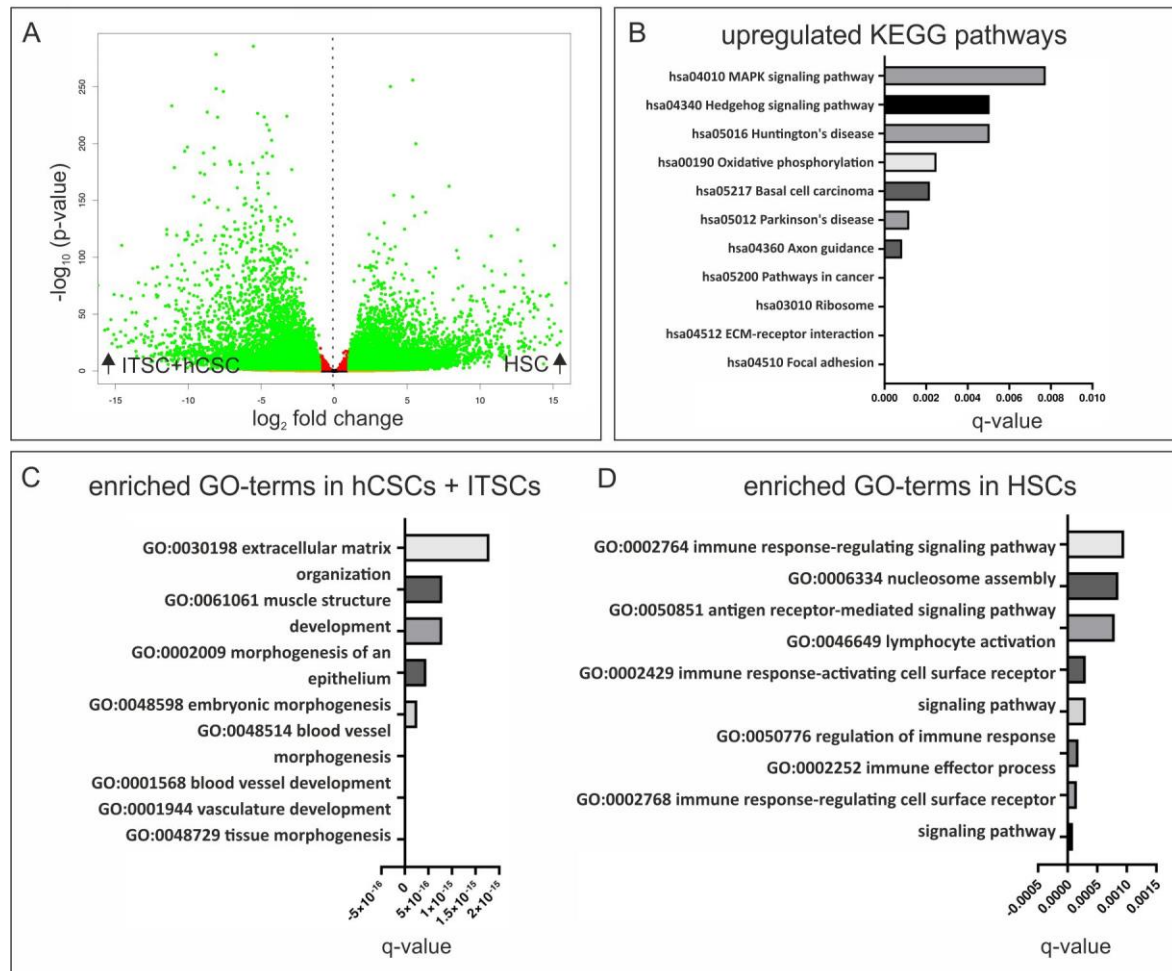 A
-log10 (p-value)
250
200
150
100
50
0
ITSC+hCSC
HSC
-15
-10
-5
0
5
10
15
log2 fold change
B
upregulated KEGG pathways
hsa04010 MAPK signaling pathway
hsa04340 Hedgehog signaling pathway
hsa05016 Huntington's disease
hsa00190 Oxidative phosphorylation
hsa05217 Basal cell carcinoma
hsa05012 Parkinson's disease
hsa04360 Axon guidance
hsa05200 Pathways in cancer
hsa03010 Ribosome
hsa04512 ECM-receptor interaction
hsa04510 Focal adhesion
0.000 0.002 0.004 0.006 0.008 0.010
q-value
C
enriched GO-terms in hCSCs + ITSCs
GO:0030198 extracellular matrix
organization
GO:0061061 muscle structure
development
GO:0002009 morphogenesis of an
epithelium
GO:0048598 embryonic morphogenesis
GO:0048514 blood vessel
morphogenesis
GO:0001568 blood vessel development
GO:0001944 vasculature development
GO:0048729 tissue morphogenesis
-5×10-16
0
5×10-16
1×10-15
1.5×10-15
2×10-15
q-value
D
enriched GO-terms in HSCs
GO:0002764 immune response-regulating signaling pathway
GO:0006334 nucleosome assembly
GO:0050851 antigen receptor-mediated signaling pathway
GO:0046649 lymphocyte activation
GO:0002429 immune response-activating cell surface receptor
signaling pathway
GO:0050776 regulation of immune response
GO:0002252 immune effector process
GO:0002768 immune response-regulating cell surface receptor
signaling pathway
-0.0005
0.0000
0.0005
0.0010
0.0015
q-value